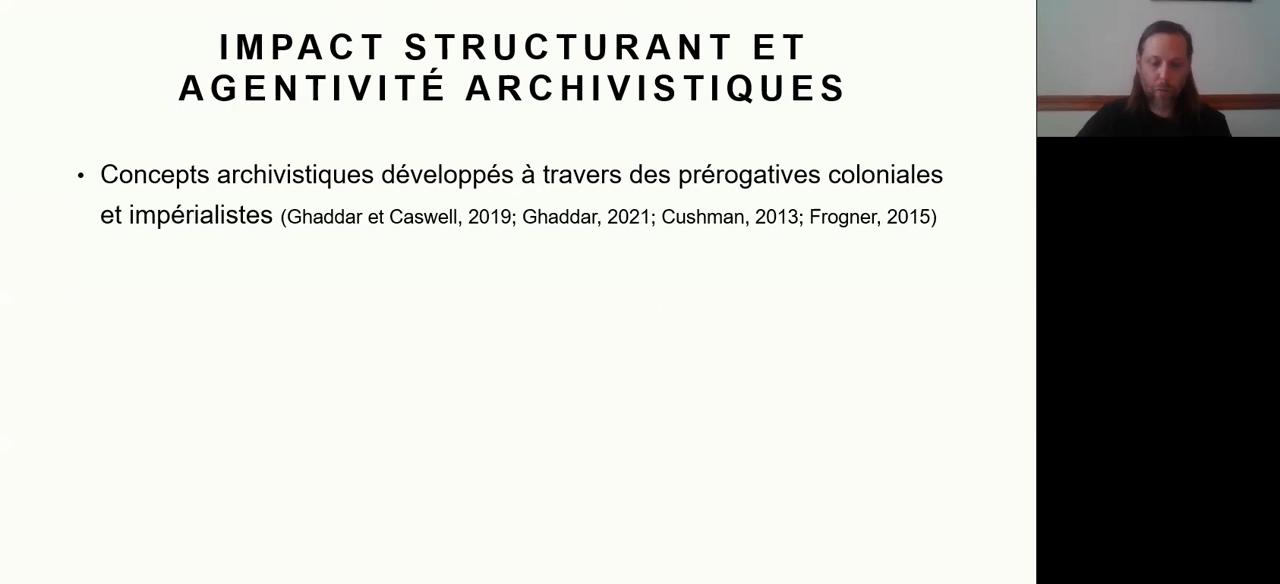 IMPACT STRUCTURANT ET
AGENTIVITÉ ARCHIVISTIQUES
• Concepts archivistiques développés à travers des prérogatives coloniales
et impérialistes (Ghaddar et Caswell, 2019; Ghaddar, 2021; Cushman, 2013; Frogner, 2015)